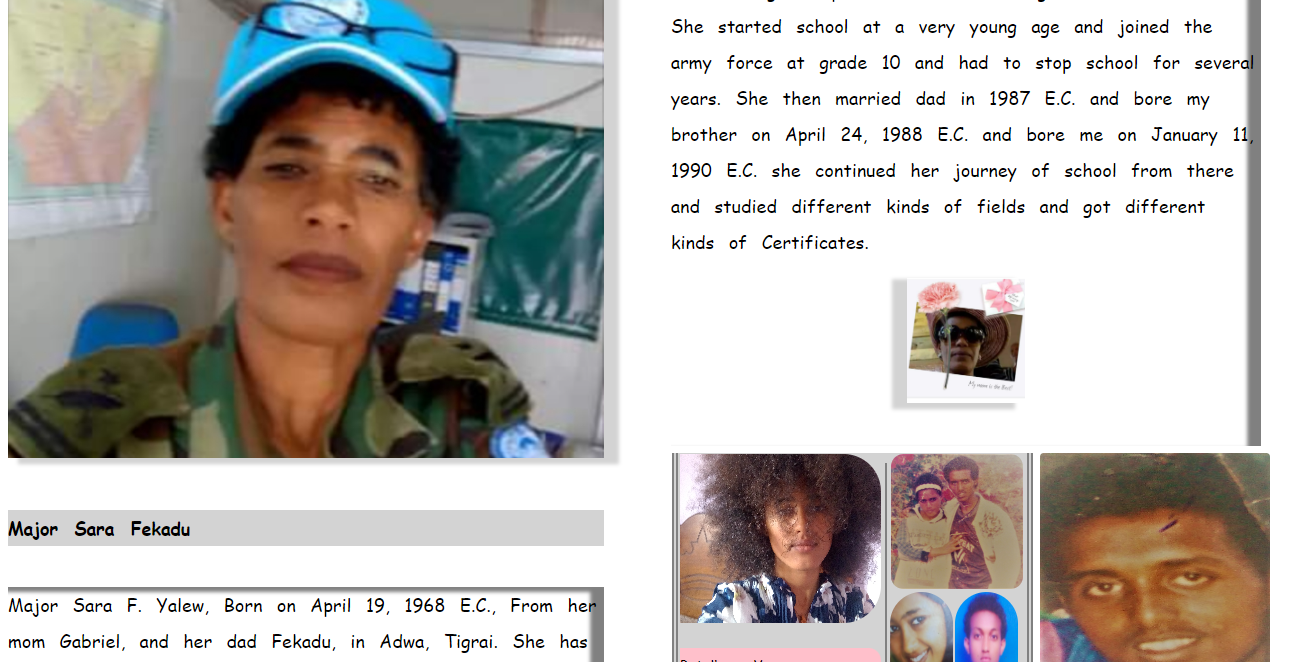 Major Sara Fekadu
Major Sara F. Yalew, Born on April 19, 1968 E.C., From her
mom Gabriel, and her dad Fekadu, in Adwa, Tigrai. She has
She started school at a very young age and joined the
army force at grade 10 and had to stop school for several
years. She then married dad in 1987 E.C. and bore my
brother on April 24, 1988 E.C. and bore me on January 11,
1990 E.C. she continued her journey of school from there
and studied different kinds of fields and got different
kinds of Certificates.